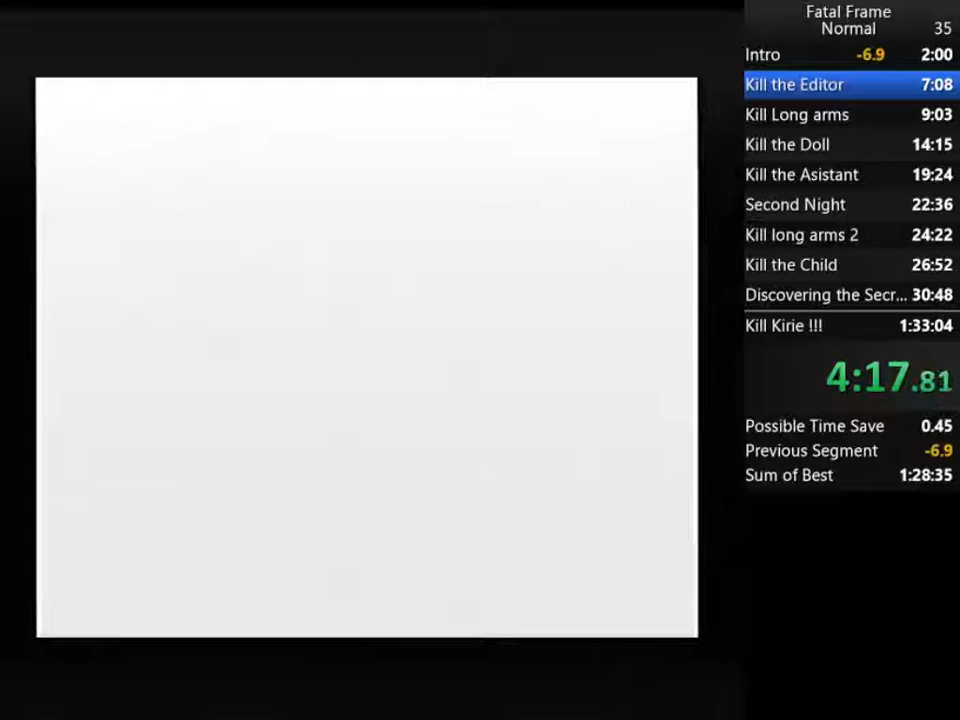 Fatal Frame
Normal 35
Intro -6.9 2:00
Kill the Editor 7:08
Kill Long arms 9:03
Kill the Doll 14:15
Kill the Asistant 19:24
Second Night 22:36
Kill long arms 2 24:22
Kill the Child 26:52
Discovering the Secr... 30:48
Kill Kirie !!! 1:33:04
4:17.81
Possible Time Save 0.45
Previous Segment -6.9
Sum of Best 1:28:35